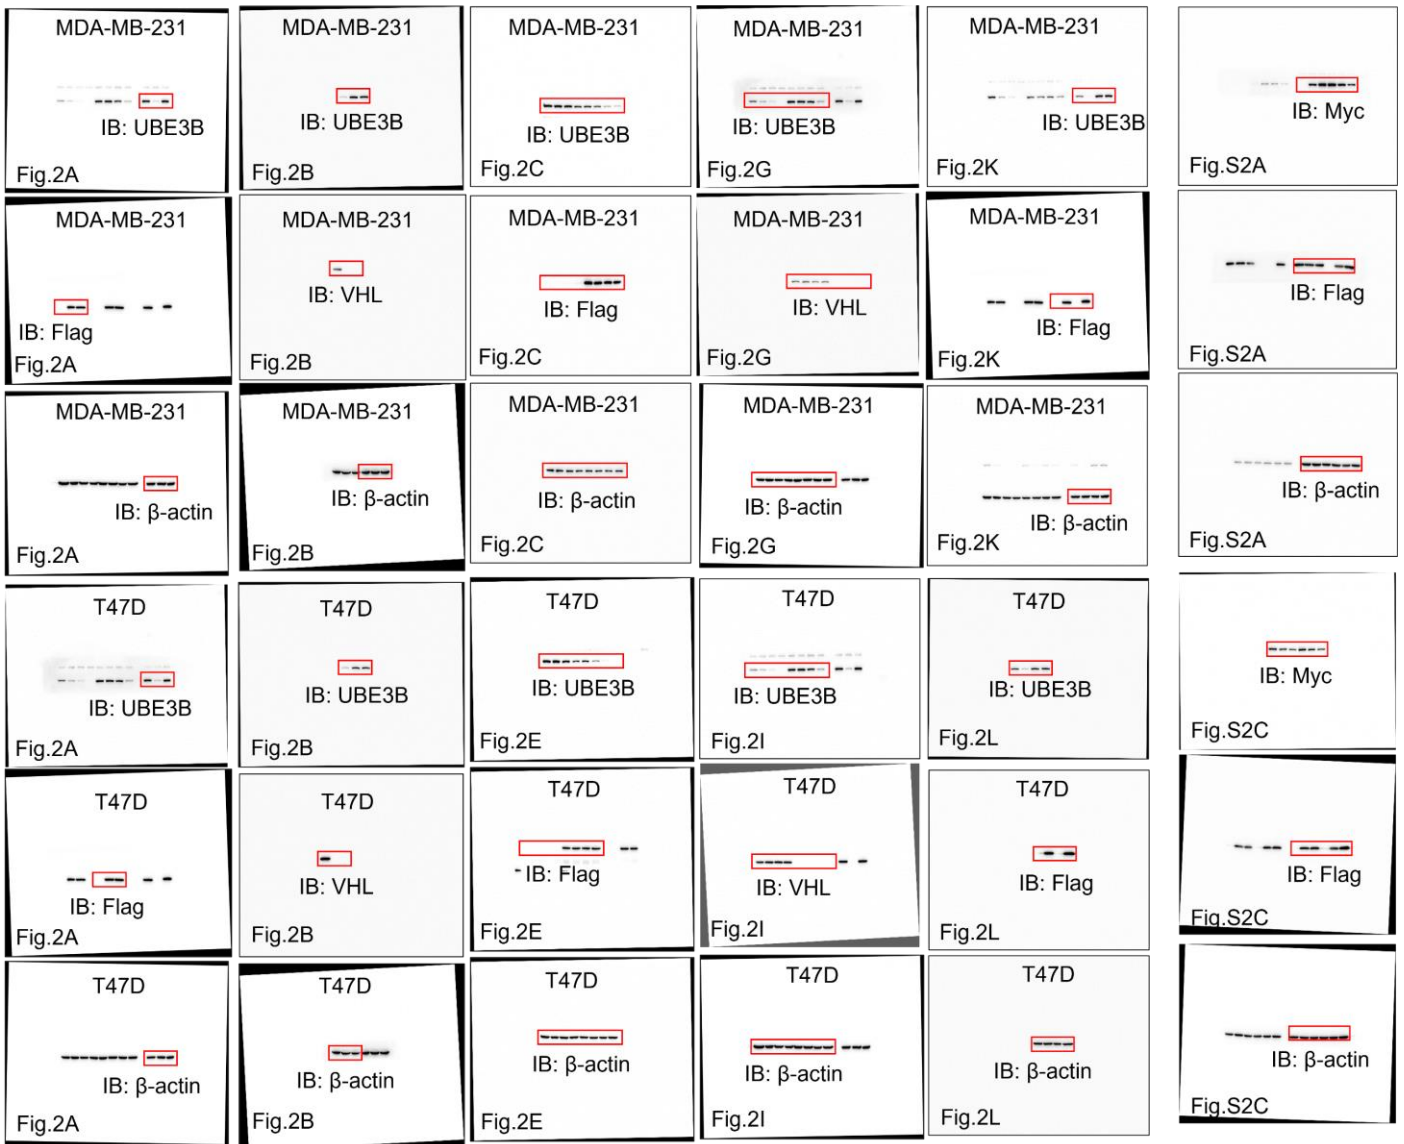 MDA-MB-231
IB: UBE3B
Fig.2A
MDA-MB-231
IB: UBE3B
Fig.2B
MDA-MB-231
IB: UBE3B
Fig.2C
MDA-MB-231
IB: UBE3B
Fig.2G
MDA-MB-231
IB: UBE3B
Fig.2K
IB: Myc
Fig.S2A
MDA-MB-231
IB: Flag
Fig.2A
MDA-MB-231
IB: VHL
Fig.2B
MDA-MB-231
IB: Flag
Fig.2C
MDA-MB-231
IB: VHL
Fig.2G
MDA-MB-231
IB: Flag
Fig.2K
IB: Flag
Fig.S2A
MDA-MB-231
IB: β-actin
Fig.2A
MDA-MB-231
IB: β-actin
Fig.2B
MDA-MB-231
IB: β-actin
Fig.2C
MDA-MB-231
IB: β-actin
Fig.2G
MDA-MB-231
IB: β-actin
Fig.2K
IB: β-actin
Fig.S2A
T47D
IB: UBE3B
Fig.2A
T47D
IB: UBE3B
Fig.2B
T47D
IB: UBE3B
Fig.2E
T47D
IB: UBE3B
Fig.2I
T47D
IB: UBE3B
Fig.2L
IB: Myc
Fig.S2C
T47D
IB: Flag
Fig.2A
T47D
IB: VHL
Fig.2B
T47D
IB: Flag
Fig.2E
T47D
IB: VHL
Fig.2I
T47D
IB: Flag
Fig.2L
IB: Flag
Fig.S2C
T47D
IB: β-actin
Fig.2A
T47D
IB: β-actin
Fig.2B
T47D
IB: β-actin
Fig.2E
T47D
IB: β-actin
Fig.2I
T47D
IB: β-actin
Fig.2L
IB: β-actin
Fig.S2C